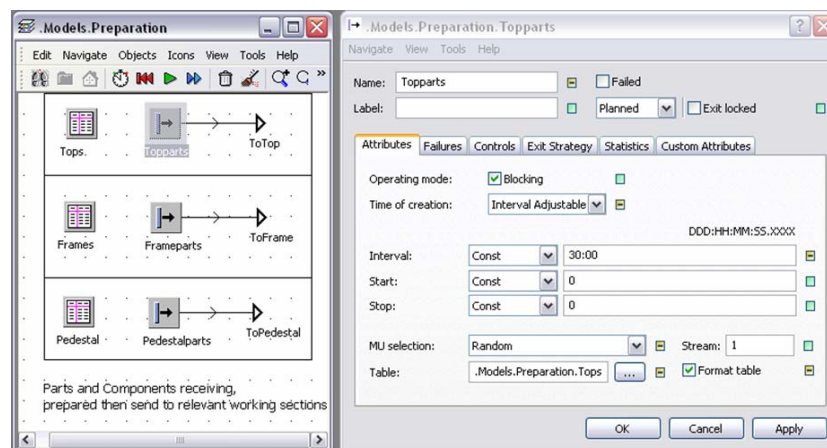 .Models.Preparation
Edit Navigate Objects Icons View Tools Help
Tops.
Topparts
ToTop
Frames
Frameparts
ToFrame
Pedestal
Pedestalparts
ToPedestal
Parts and Components receiving,
prepared then send to relevant working sections
.Models.Preparation.Topparts
Navigate View Tools Help
Name: Topparts Failed
Label: Planned Exit locked
Attributes Failures Controls Exit Strategy Statistics Custom Attributes
Operating mode: Blocking
Time of creation: Interval Adjustable
DDD:HH:MM:SS.XXXX
Interval: Const 30:00
Start: Const 0
Stop: Const 0
MU selection: Random Stream: 1
Table: .Models.Preparation.Tops ... Format table
OK Cancel Apply